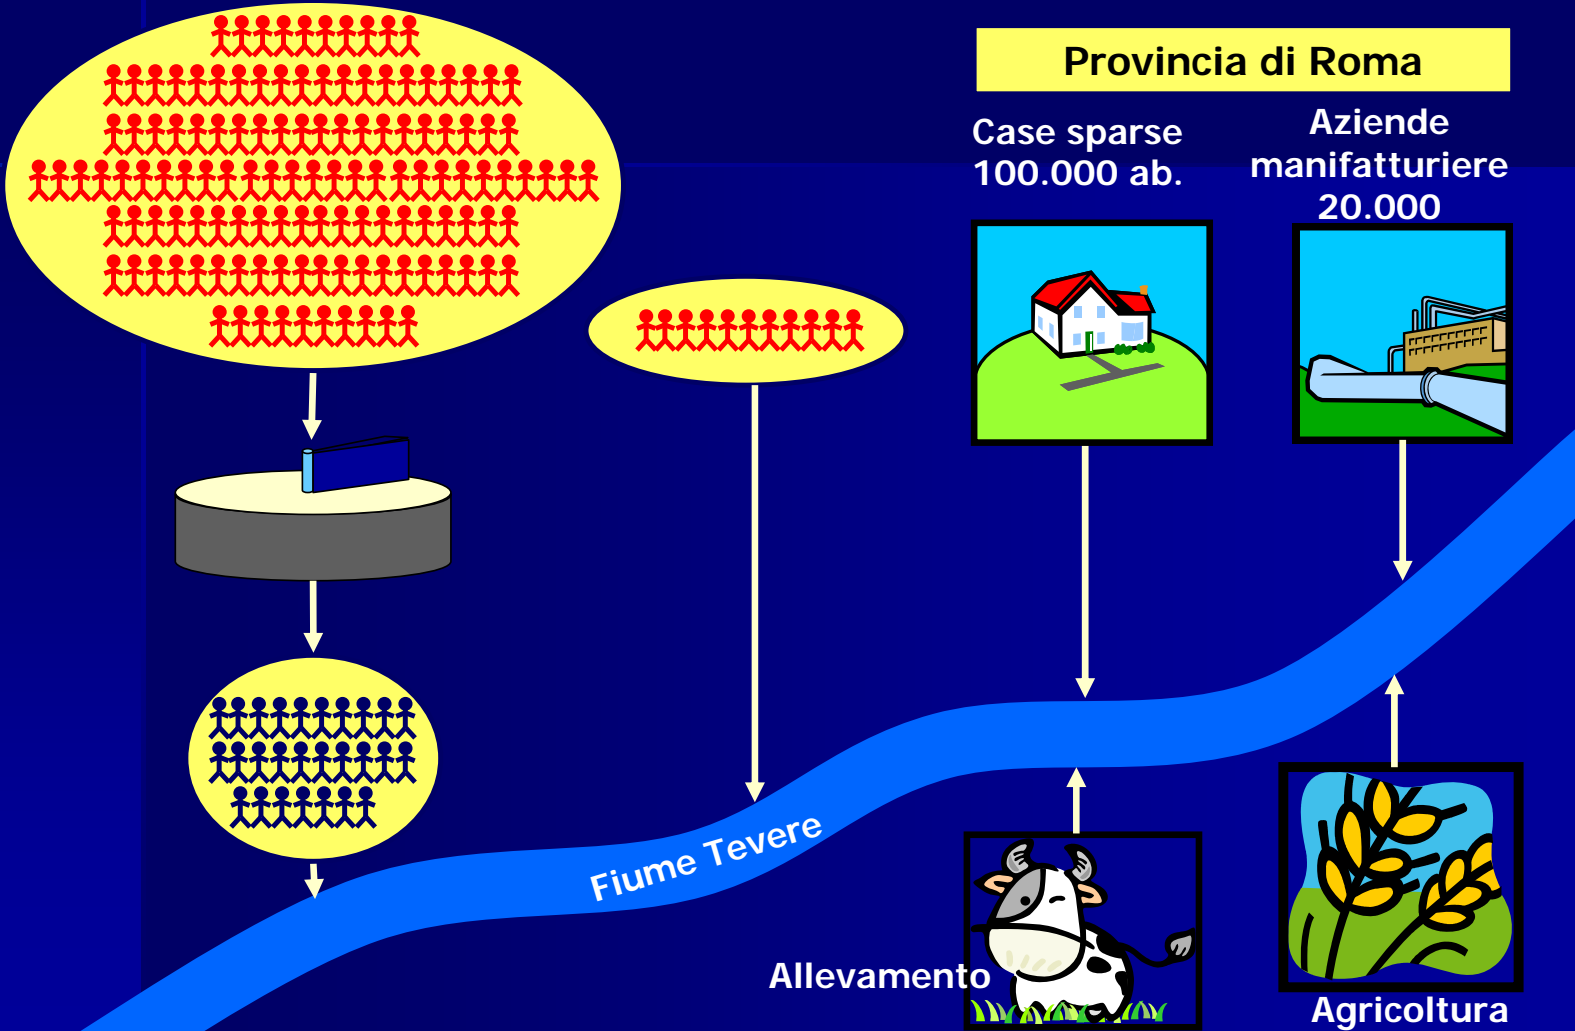 Provincia di Roma
Case sparse
100.000 ab.
Aziende
manifatturiere
20.000
Fiume Tevere
Allevamento
Agricoltura